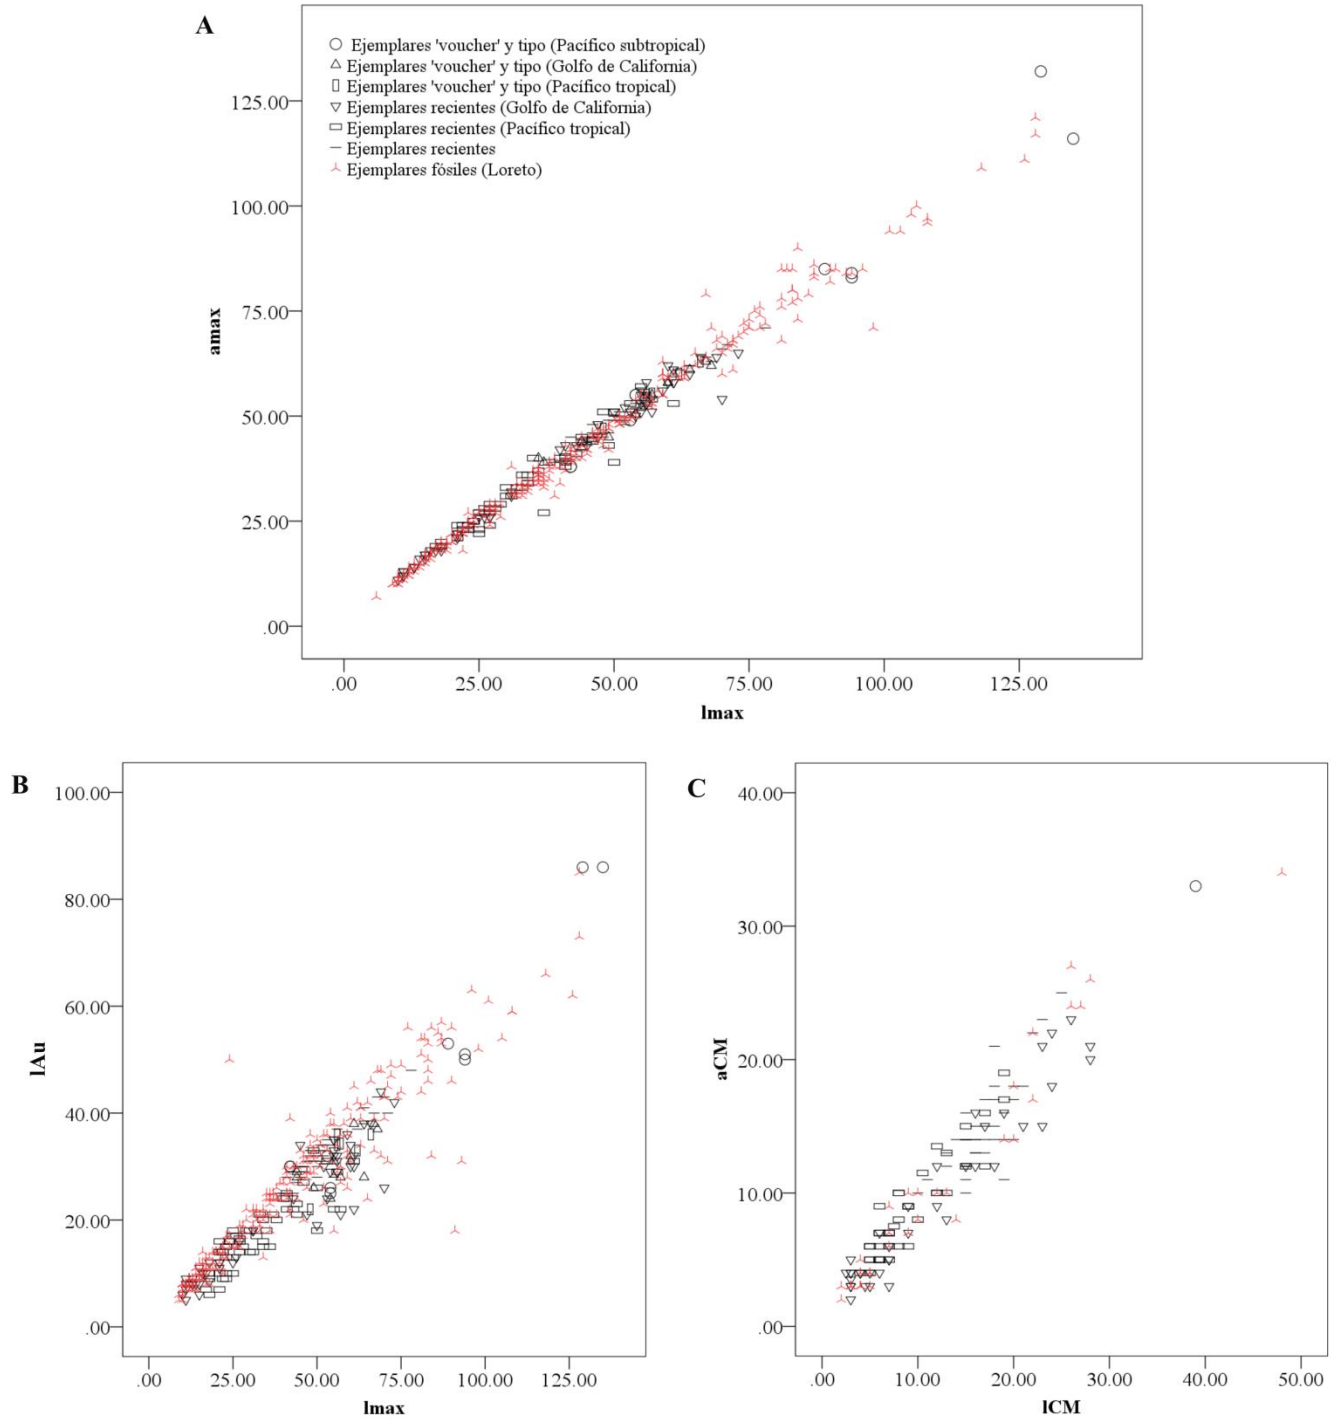 A
Ejemplares 'voucher' y tipo (Pacífico subtropical)
Ejemplares 'voucher' y tipo (Golfo de California)
Ejemplares 'voucher' y tipo (Pacífico tropical)
Ejemplares recientes (Golfo de California)
Ejemplares recientes (Pacífico tropical)
Ejemplares recientes
Ejemplares fósiles (Loreto)
125.00
100.00
75.00
50.00
25.00
.00
amax
.00 25.00 50.00 75.00 100.00 125.00
lmax
B
100.00
80.00
60.00
40.00
20.00
.00
lAu
.00 25.00 50.00 75.00 100.00 125.00
lmax
C
40.00
30.00
20.00
10.00
.00
aCM
.00 10.00 20.00 30.00 40.00 50.00
lCM